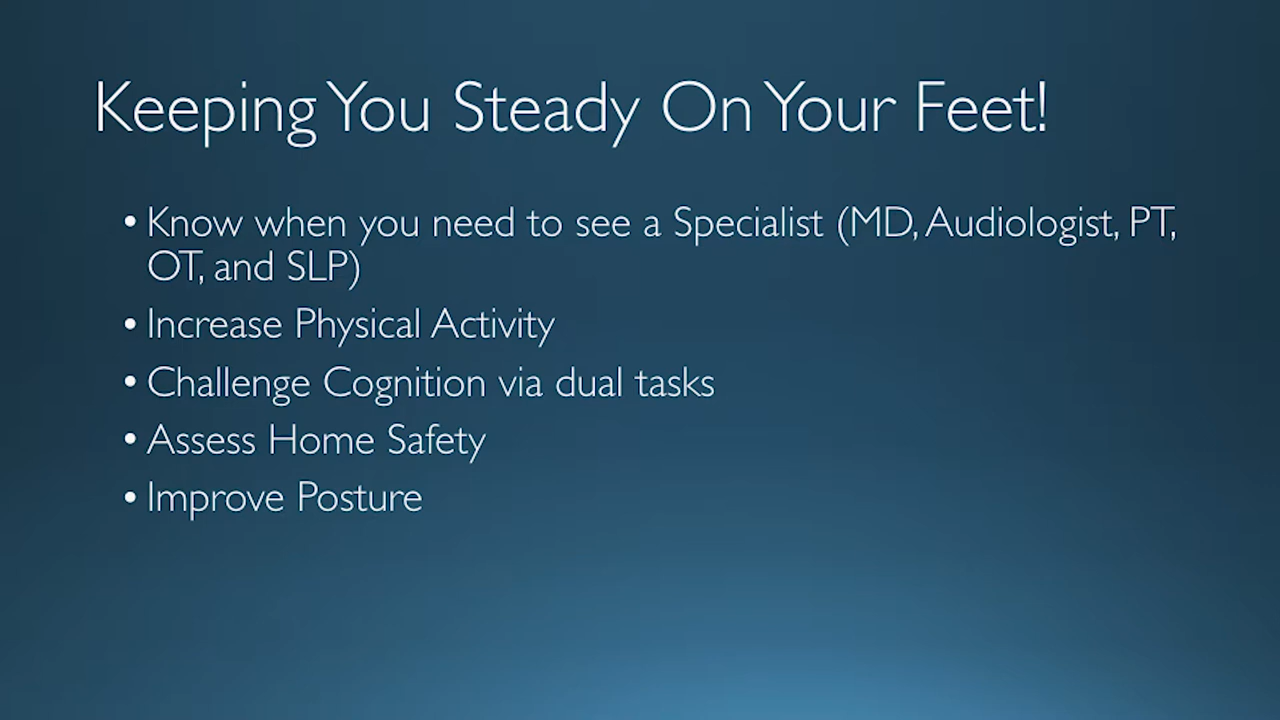 Keeping You Steady On Your Feet!
• Know when you need to see a Specialist (MD, Audiologist, PT,
OT, and SLP)
• Increase Physical Activity
• Challenge Cognition via dual tasks
• Assess Home Safety
• Improve Posture